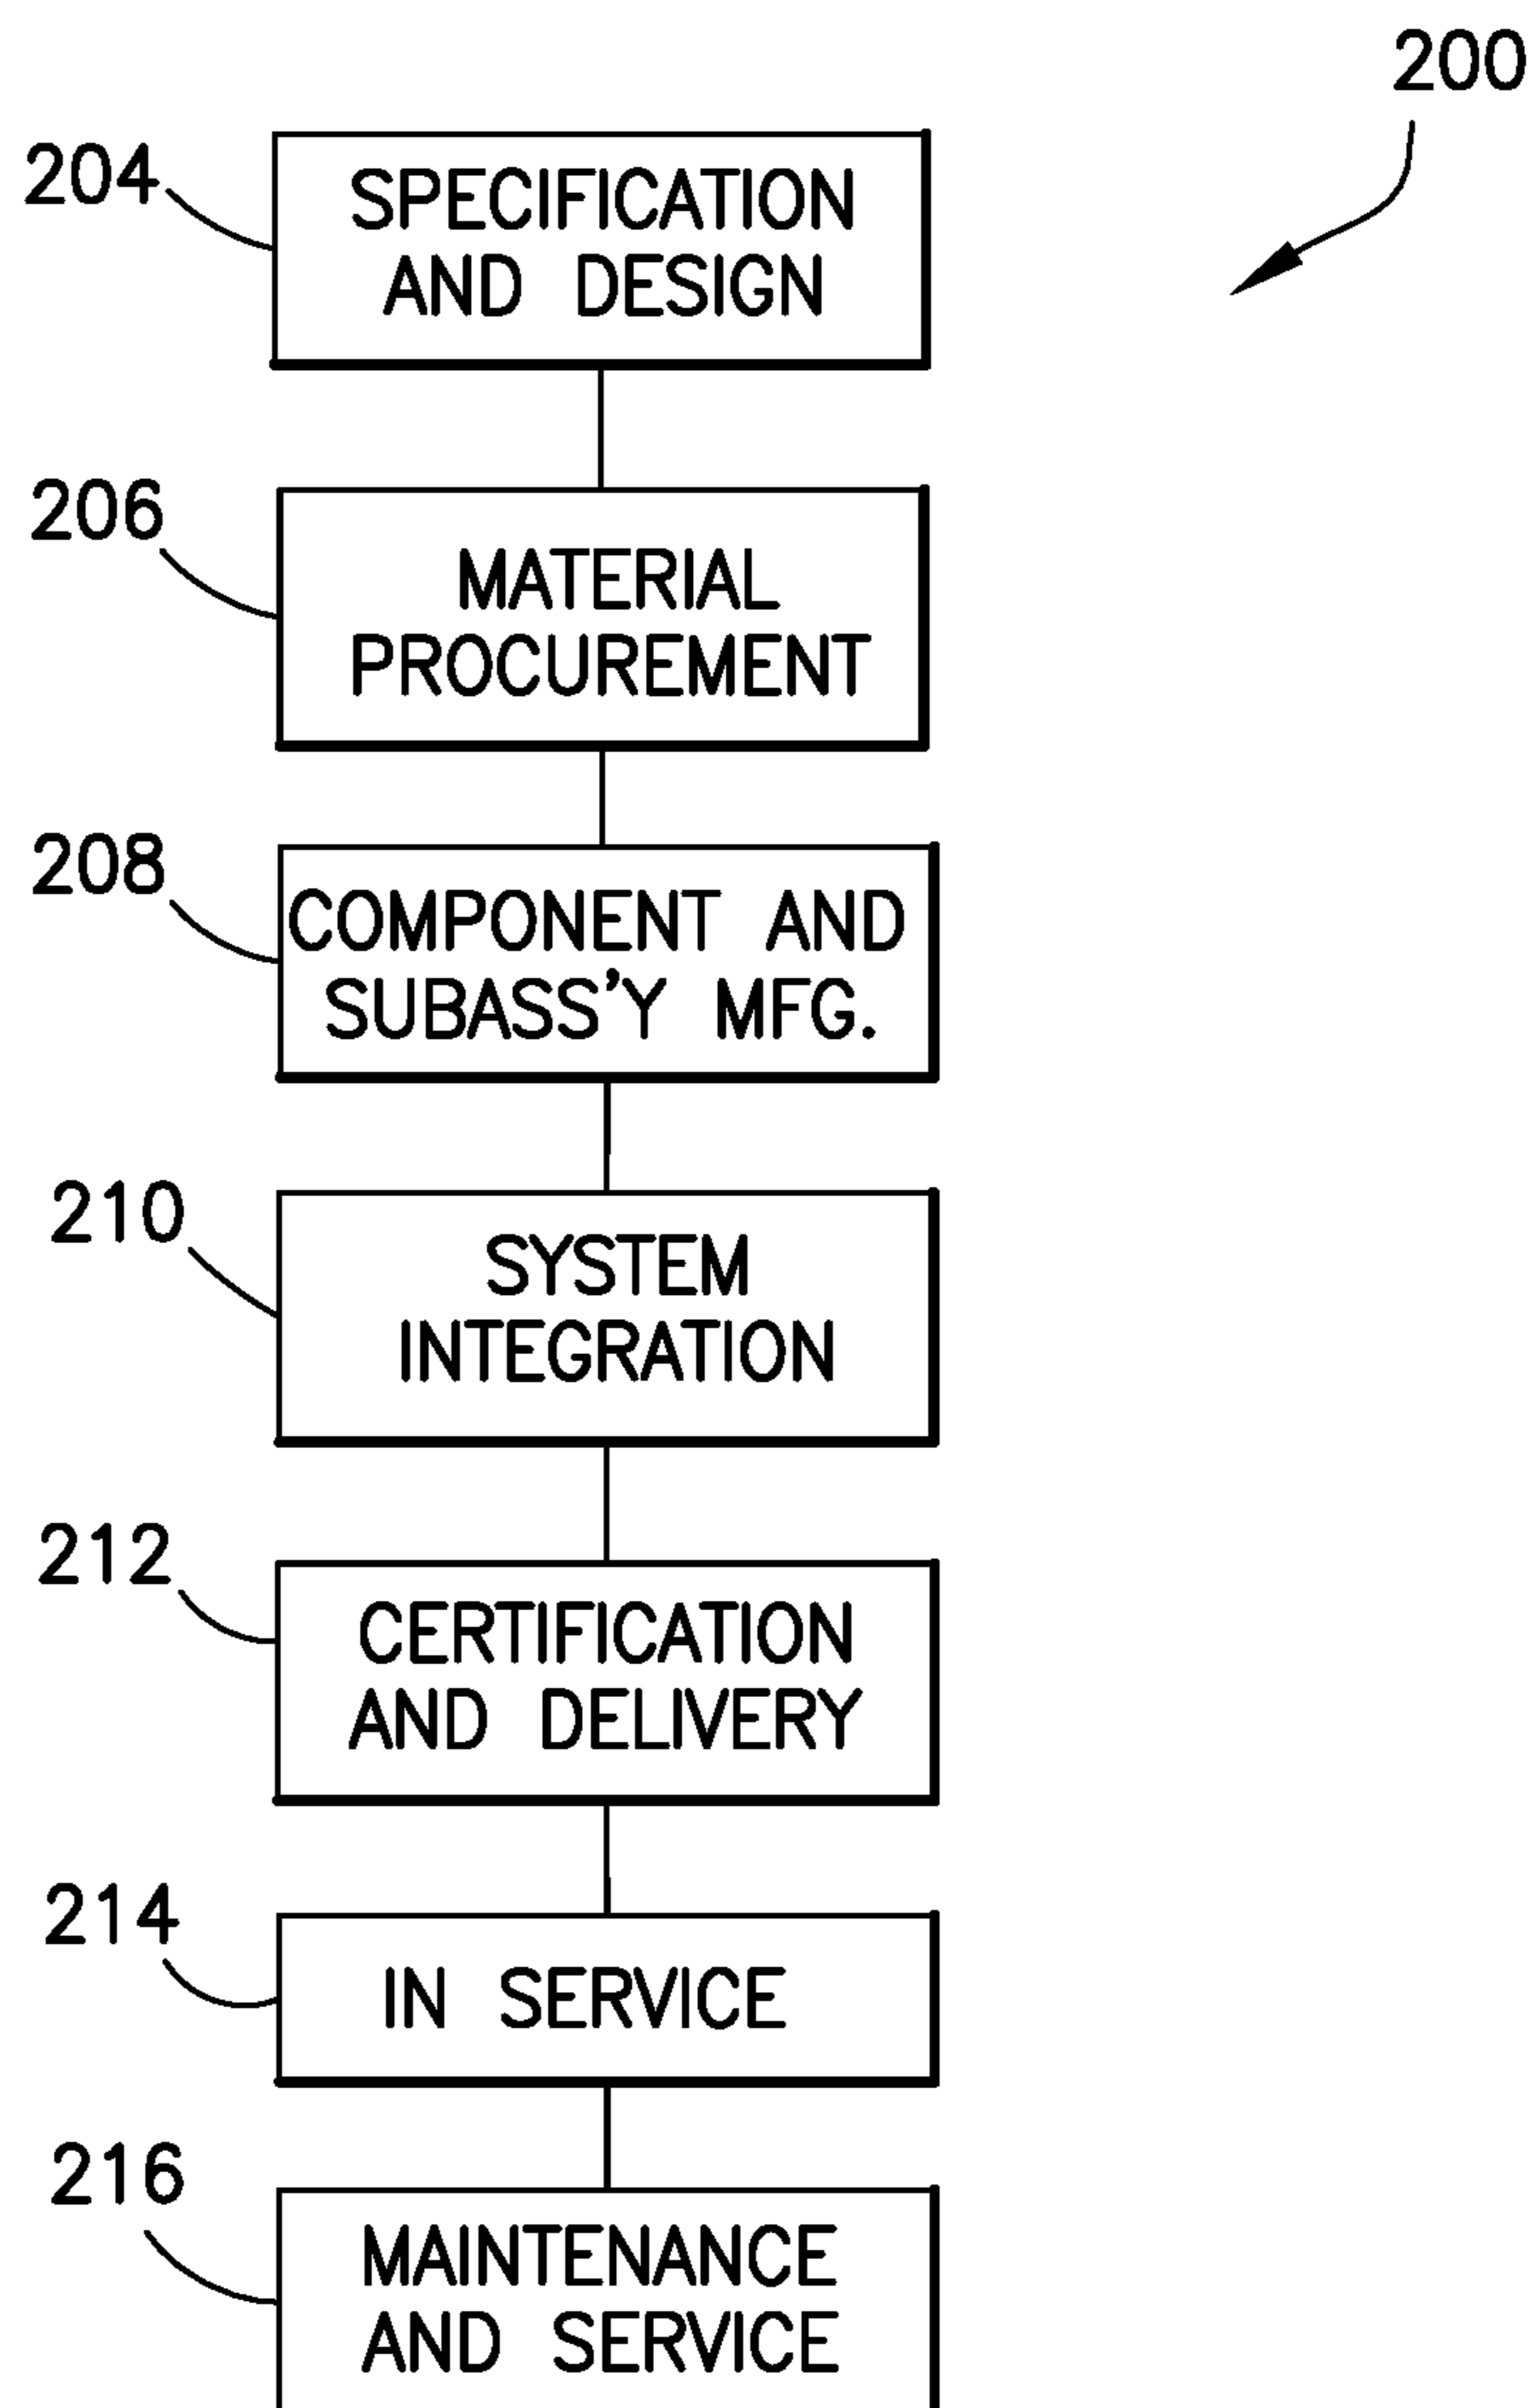 200
204
SPECIFICATION
AND DESIGN
206
MATERIAL
PROCUREMENT
208
COMPONENT AND
SUBASS'Y MFG.
210
SYSTEM
INTEGRATION
212
CERTIFICATION
AND DELIVERY
214
IN SERVICE
216
MAINTENANCE
AND SERVICE